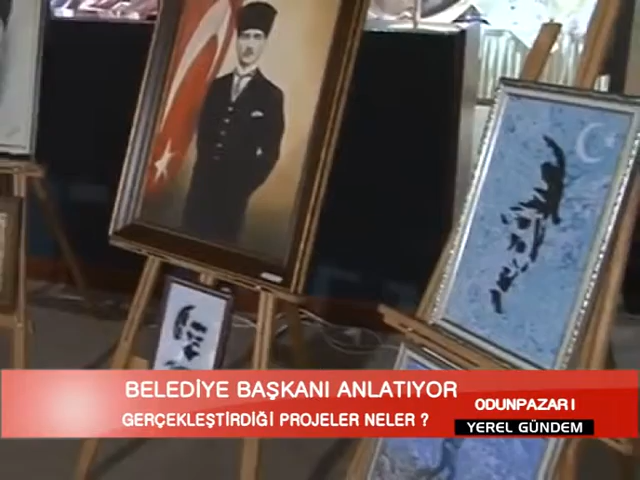 BELEDİYE BAŞKANI ANLATIYOR
GERÇEKLEŞTİRDİĞİ PROJELER NELER ?
ODUNPAZARI
YEREL GÜNDEM